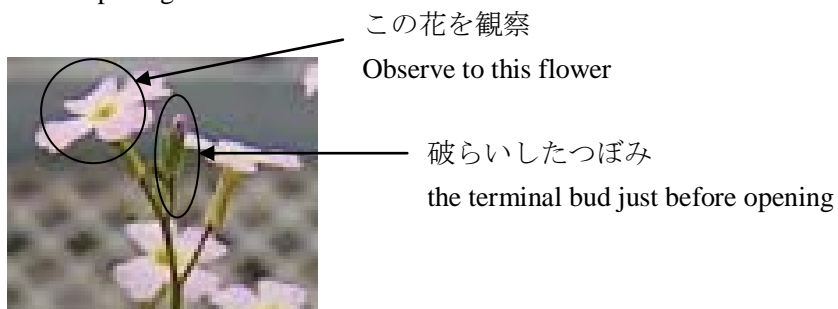 この花を観察
Observe to this flower
破らいしたつぼみ
the terminal bud just before opening